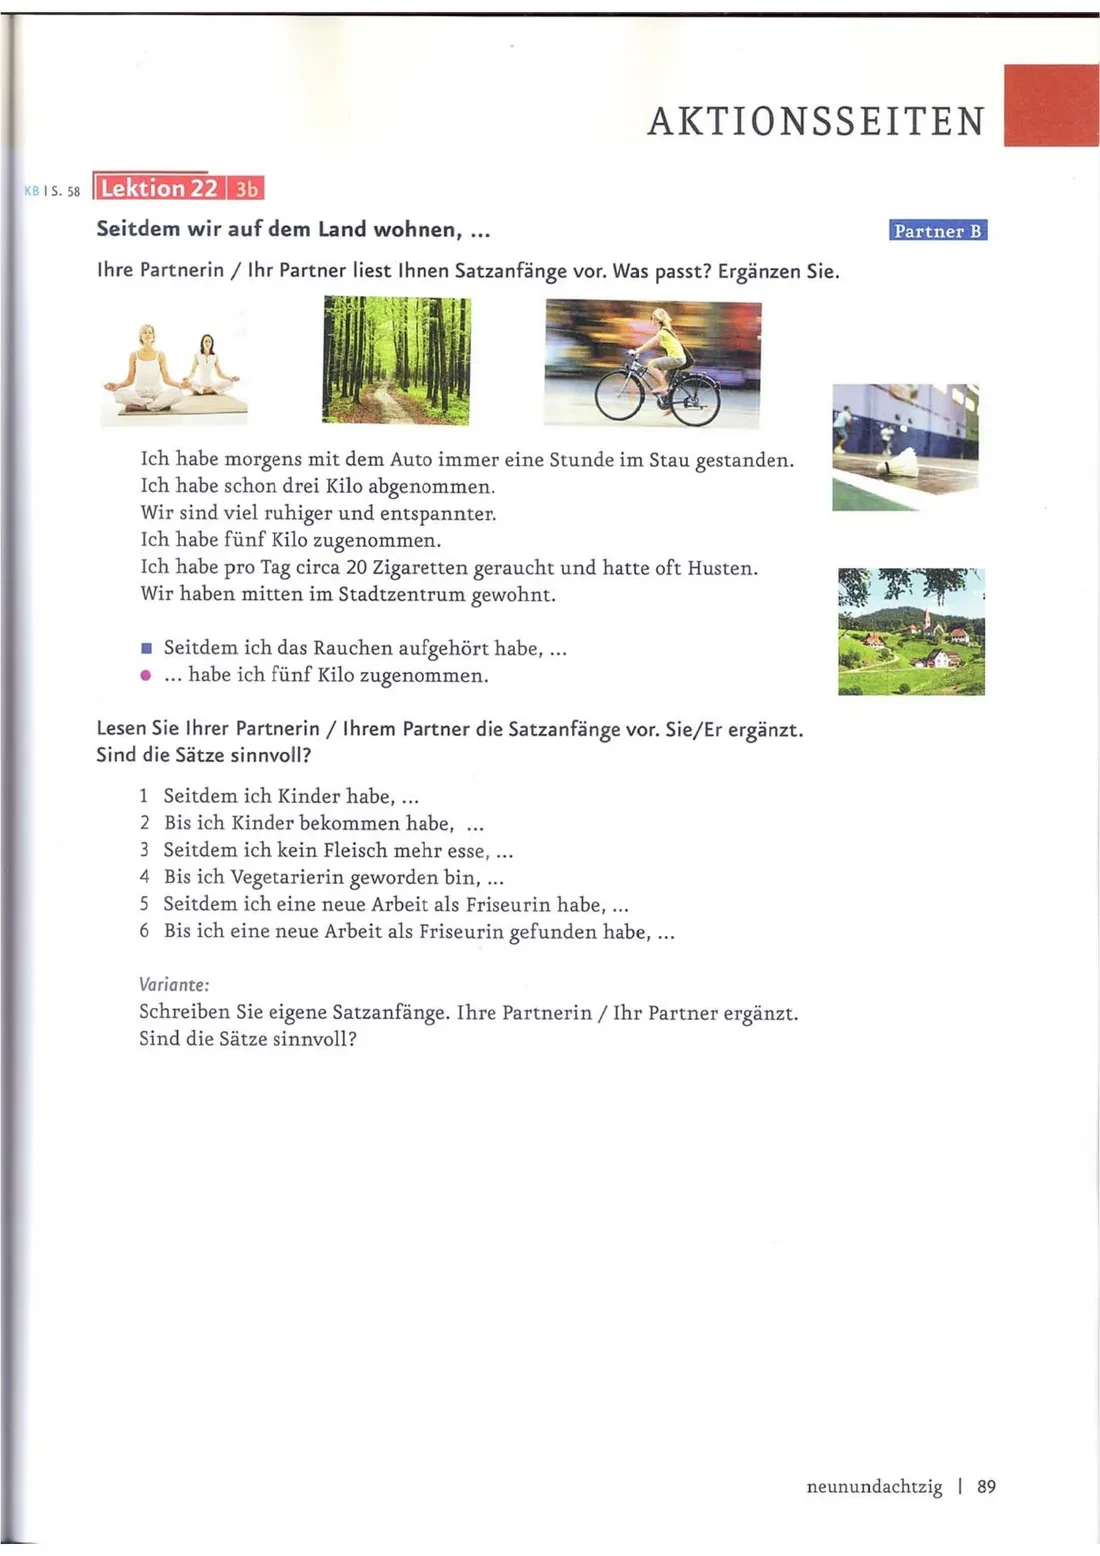 AKTIONSSEITEN
KB | S. 58 Lektion 22 | 3b
Seitdem wir auf dem Land wohnen, ... Partner B
Ihre Partnerin / Ihr Partner liest Ihnen Satzanfänge vor. Was passt? Ergänzen Sie.
Ich habe morgens mit dem Auto immer eine Stunde im Stau gestanden.
Ich habe schon drei Kilo abgenommen.
Wir sind viel ruhiger und entspannter.
Ich habe fünf Kilo zugenommen.
Ich habe pro Tag circa 20 Zigaretten geraucht und hatte oft Husten.
Wir haben mitten im Stadtzentrum gewohnt.
■ Seitdem ich das Rauchen aufgehört habe, ...
● ... habe ich fünf Kilo zugenommen.
Lesen Sie Ihrer Partnerin / Ihrem Partner die Satzanfänge vor. Sie/Er ergänzt.
Sind die Sätze sinnvoll?
1 Seitdem ich Kinder habe, ...
2 Bis ich Kinder bekommen habe, ...
3 Seitdem ich kein Fleisch mehr esse, ...
4 Bis ich Vegetarierin geworden bin, ...
5 Seitdem ich eine neue Arbeit als Friseurin habe, ...
6 Bis ich eine neue Arbeit als Friseurin gefunden habe, ...
Variante:
Schreiben Sie eigene Satzanfänge. Ihre Partnerin / Ihr Partner ergänzt.
Sind die Sätze sinnvoll?
neunundachtzig | 89